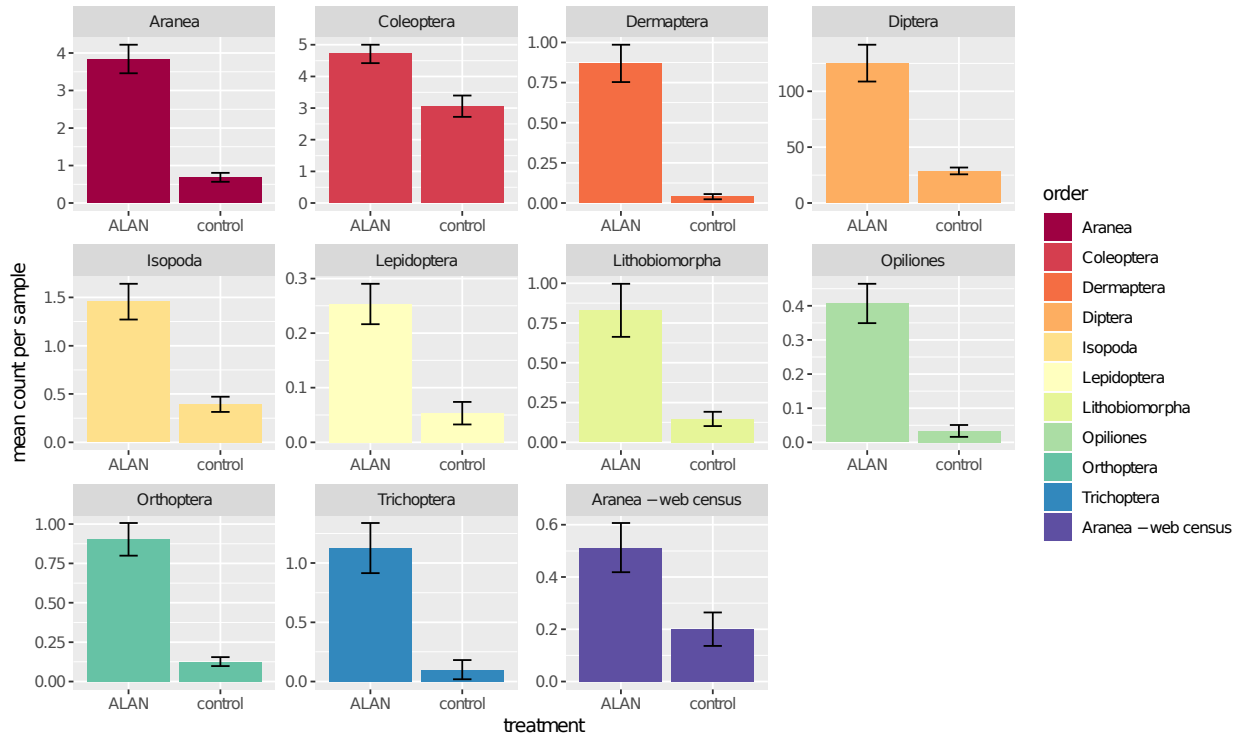 Aranea
Coleoptera
Dermaptera
Diptera
4
3
2
1
0
ALAN control
5
4
3
2
1
0
ALAN control
1.00
0.75
0.50
0.25
0.00
ALAN control
100
50
0
ALAN control
mean count per sample
Isopoda
Lepidoptera
Lithobiomorpha
Opiliones
1.5
1.0
0.5
0.0
ALAN control
0.3
0.2
0.1
0.0
ALAN control
1.00
0.75
0.50
0.25
0.00
ALAN control
0.4
0.3
0.2
0.1
0.0
ALAN control
Orthoptera
Trichoptera
Aranea – web census
1.00
0.75
0.50
0.25
0.00
ALAN control
1.0
0.5
0.0
ALAN control
0.6
0.4
0.2
0.0
ALAN control
treatment
order
Aranea
Coleoptera
Dermaptera
Diptera
Isopoda
Lepidoptera
Lithobiomorpha
Opiliones
Orthoptera
Trichoptera
Aranea – web census